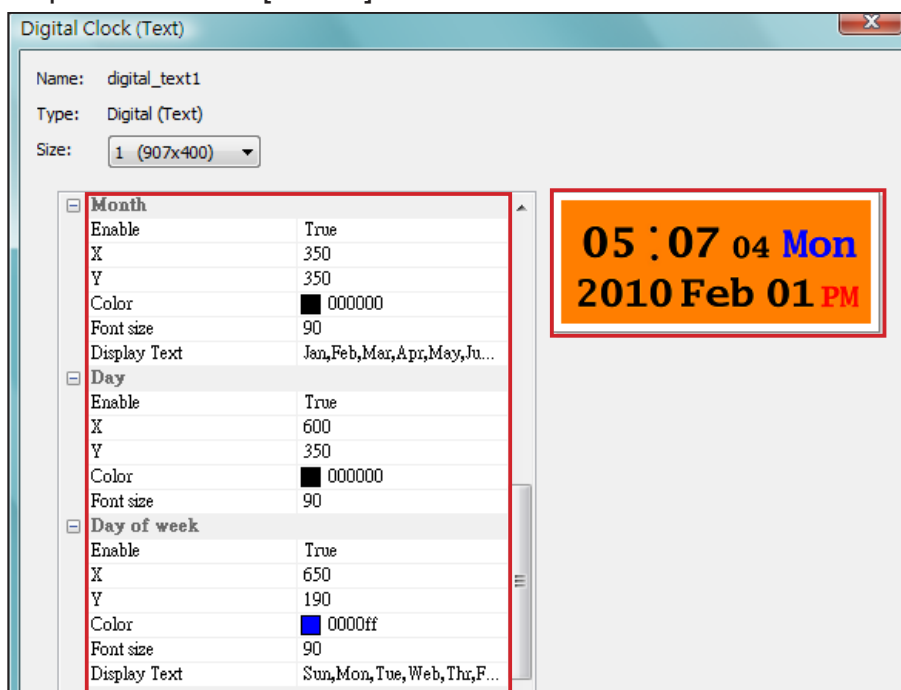 Digital Clock (Text)
Name: digital_text1
Type: Digital (Text)
Size: 1 (907x400)
Month
Enable True
X 350
Y 350
Color 000000
Font size 90
Display Text Jan,Feb,Mar,Apr,May,Ju...
Day
Enable True
X 600
Y 350
Color 000000
Font size 90
Day of week
Enable True
X 650
Y 190
Color 0000ff
Font size 90
Display Text Sun,Mon,Tue,Web,Thr,F...
05:07 04 Mon
2010 Feb 01 PM